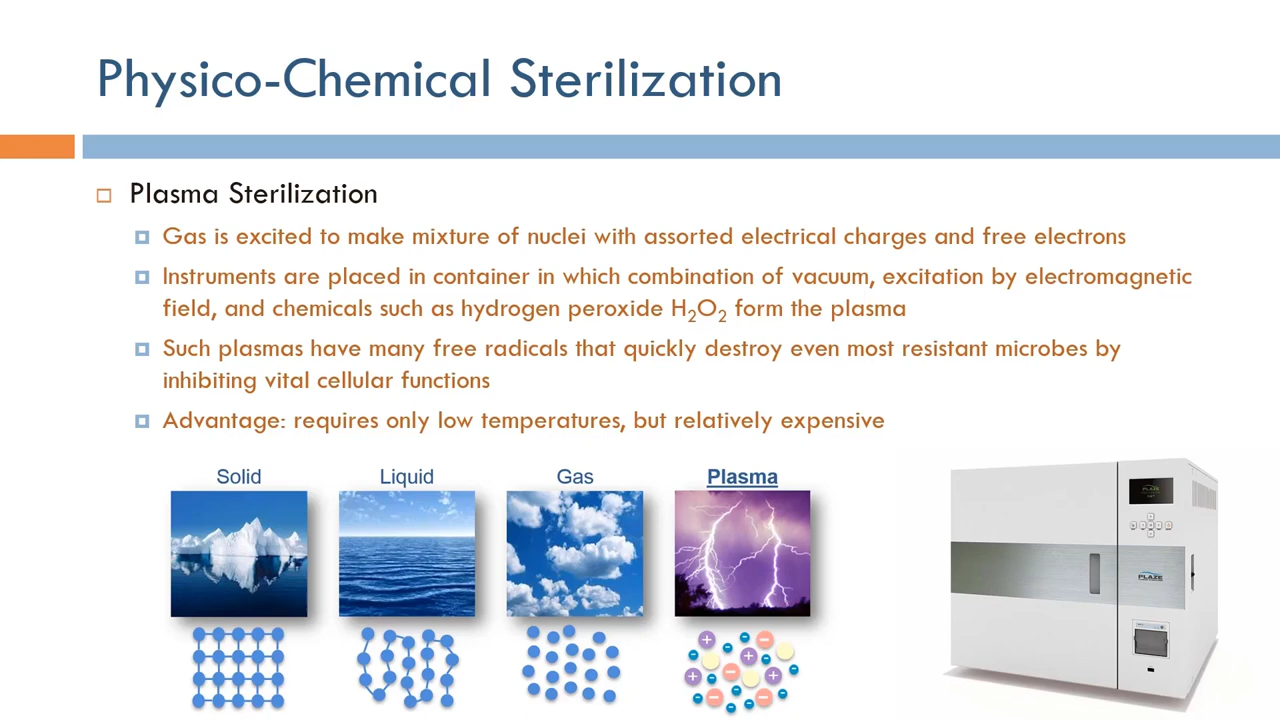 Physico-Chemical Sterilization
Plasma Sterilization
Gas is excited to make mixture of nuclei with assorted electrical charges and free electrons
Instruments are placed in container in which combination of vacuum, excitation by electromagnetic
field, and chemicals such as hydrogen peroxide H₂O₂ form the plasma
Such plasmas have many free radicals that quickly destroy even most resistant microbes by
inhibiting vital cellular functions
Advantage: requires only low temperatures, but relatively expensive
Solid Liquid Gas Plasma
PLAZE
PLAZE